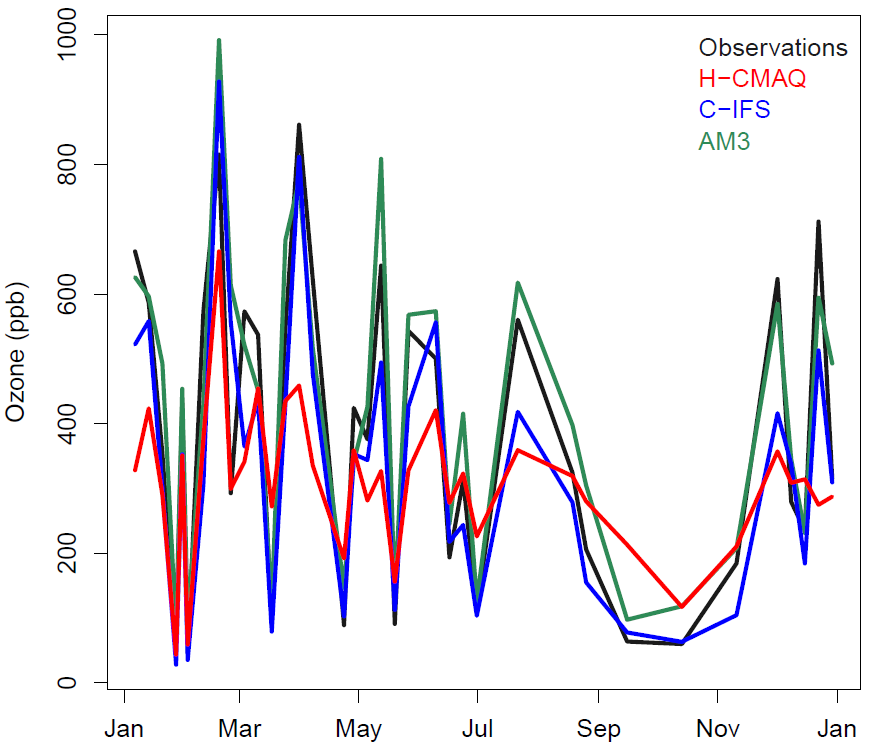 1000
800
600
400
200
0
Ozone (ppb)
Observations
H−CMAQ
C−IFS
AM3
Jan Mar May Jul Sep Nov Jan